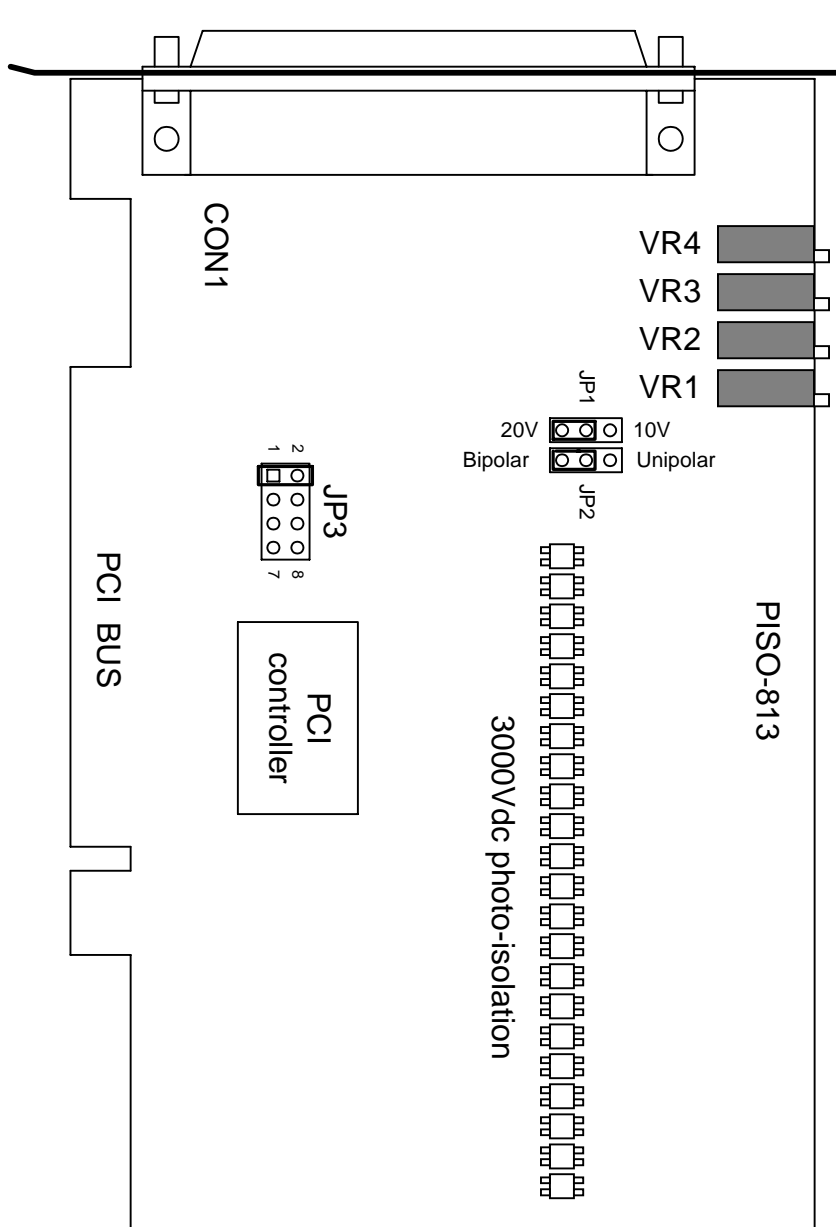 CON1
VR4
VR3
VR2
VR1
JP1
20V 10V
Bipolar Unipolar
JP2
1 2
JP3
7 8
PCI BUS
PCI
controller
3000Vdc photo-isolation
PISO-813